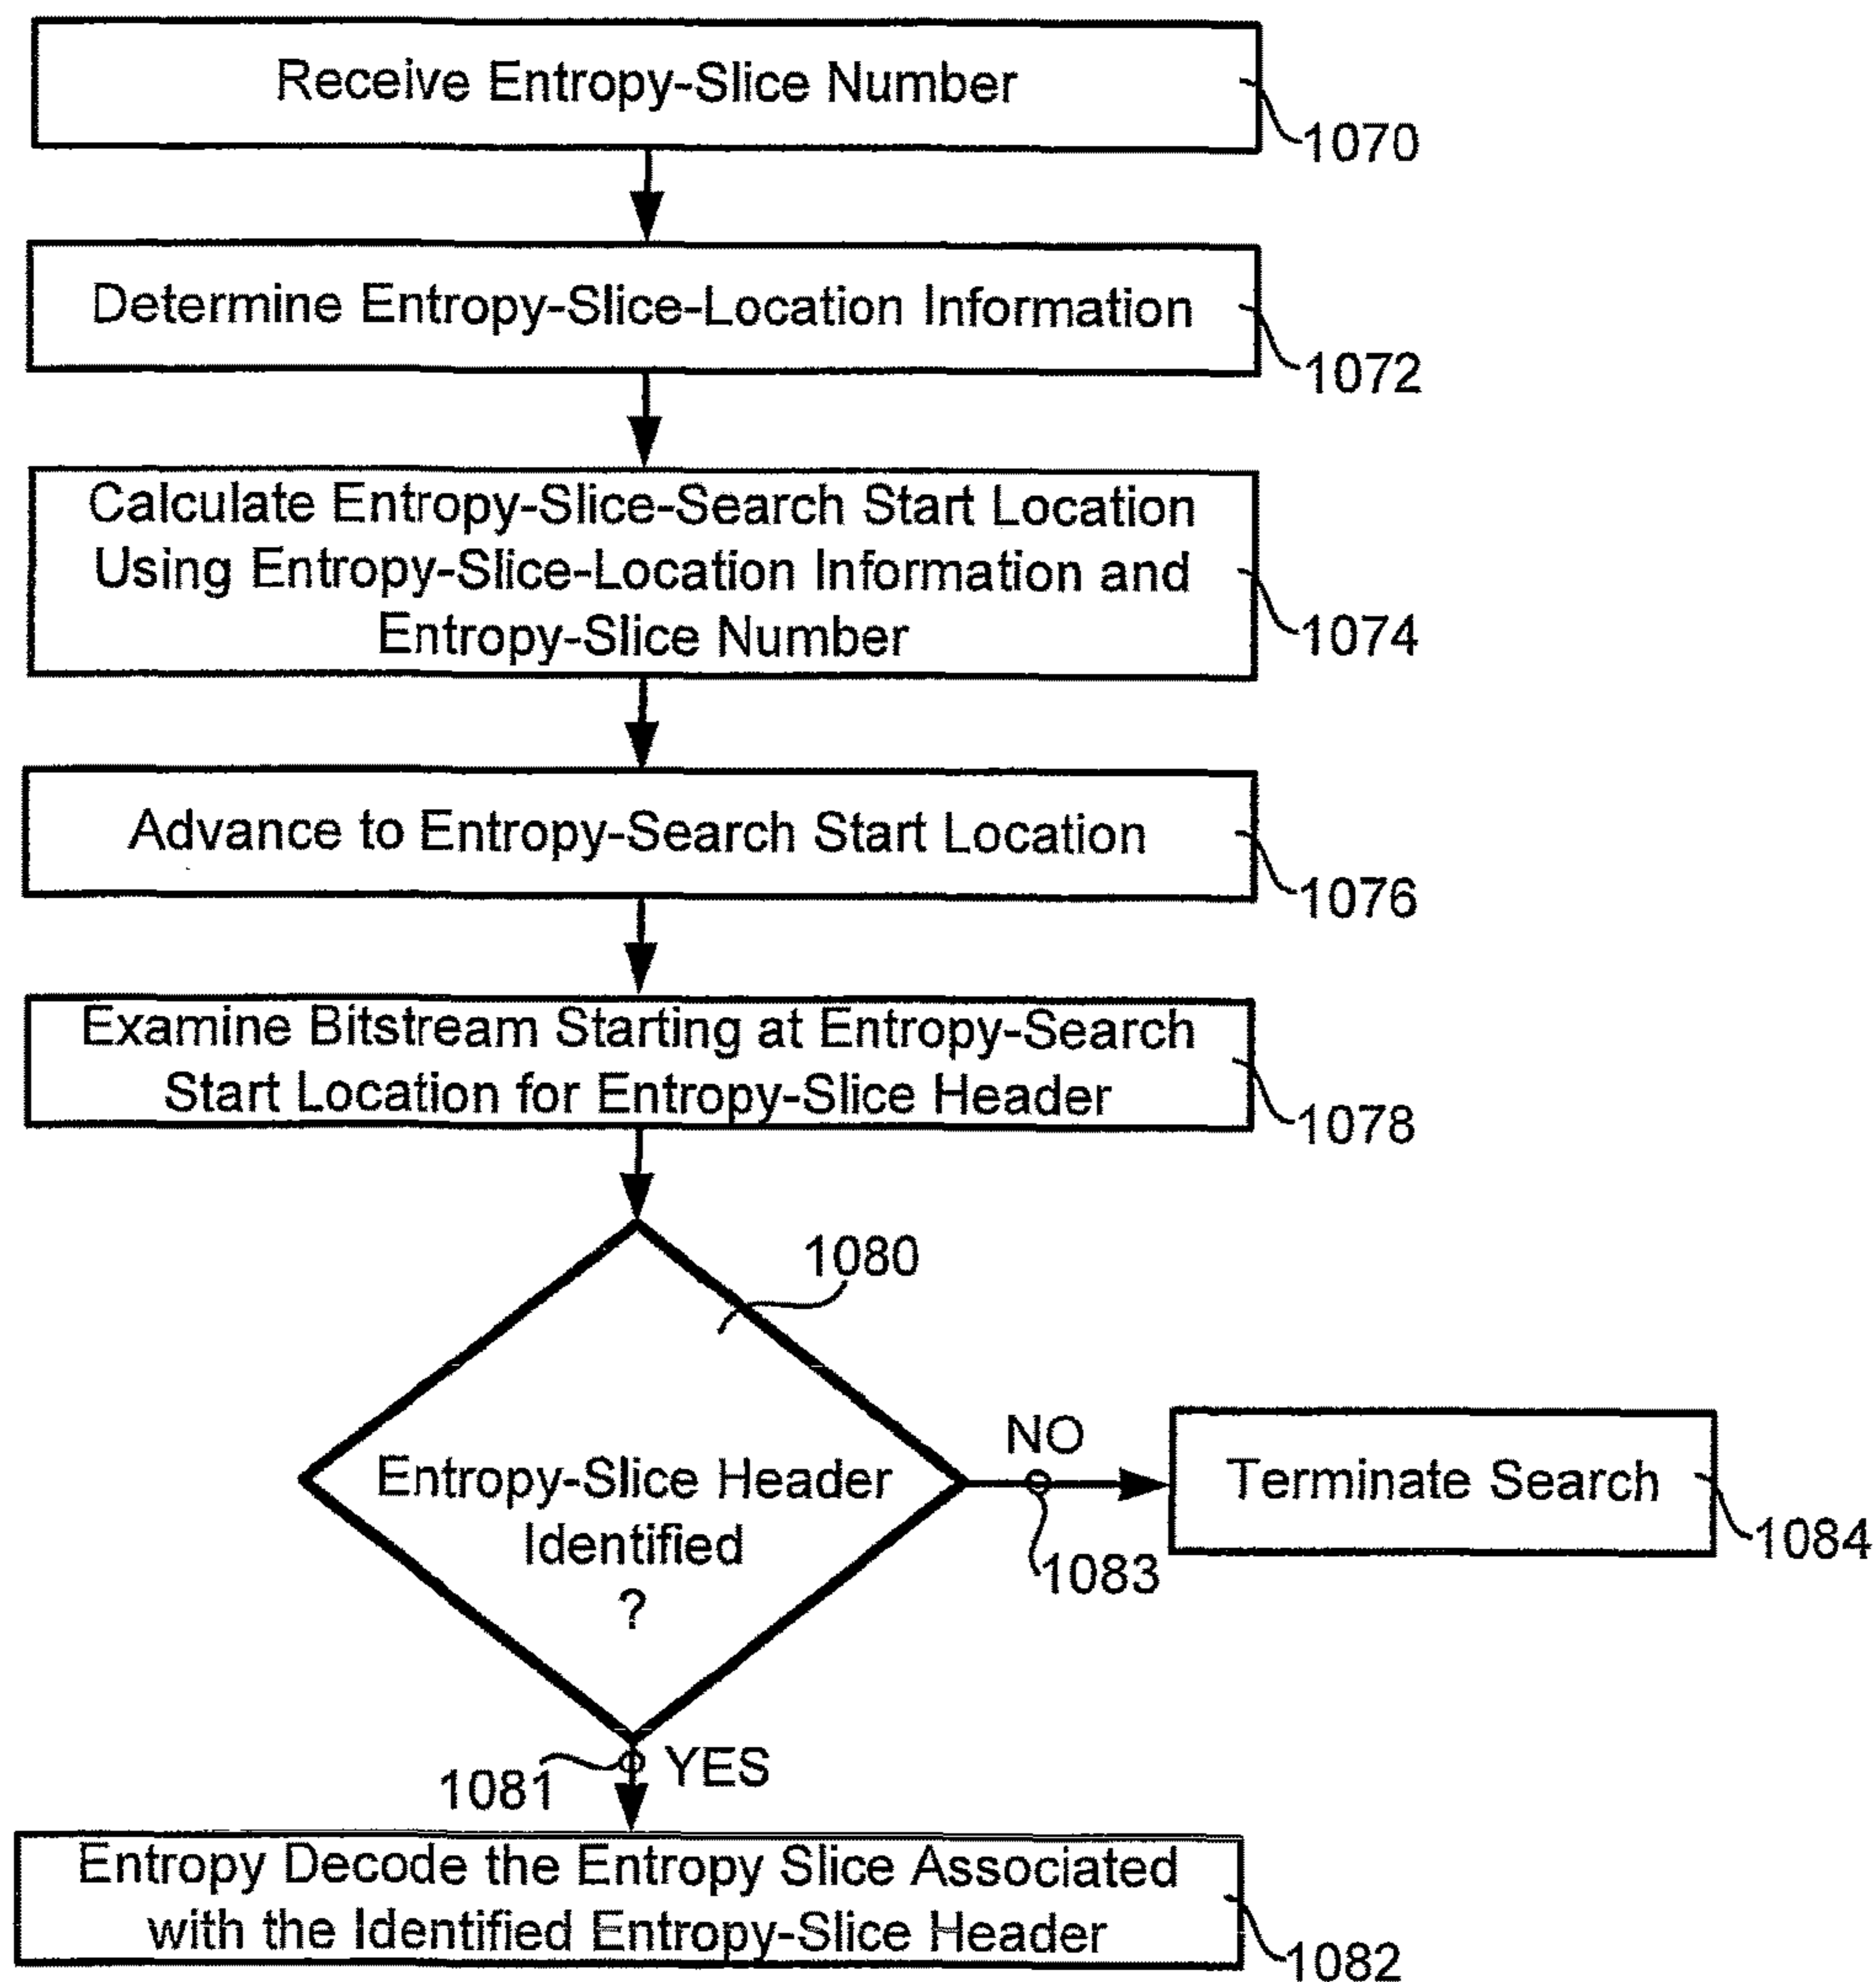 Receive Entropy-Slice Number
1070
Determine Entropy-Slice-Location Information
1072
Calculate Entropy-Slice-Search Start Location
Using Entropy-Slice-Location Information and
Entropy-Slice Number
1074
Advance to Entropy-Search Start Location
1076
Examine Bitstream Starting at Entropy-Search
Start Location for Entropy-Slice Header
1078
1080
Entropy-Slice Header
Identified
?
NO
1083
Terminate Search
1084
1081
YES
Entropy Decode the Entropy Slice Associated
with the Identified Entropy-Slice Header
1082